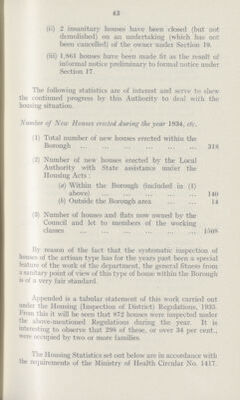 43
(ii) 2 insanitary houses have been closed (but not
demolished) on an undertaking (which has not
been cancelled) of the owner under Section 19.
(iii) 1,861 houses have been made fit as the result of
informal notice preliminary to formal notice under
Section 17.
The following statistics are of interest and serve to shew
the continued progress by this Authority to deal with the
housing situation.
Number of New Houses erected during the year 1934, etc.
(1) Total number of new houses erected within the
Borough ... ... ... ... ... ... 318
(2) Number of new houses erected by the Local
Authority with State assistance under the
Housing Acts :
(a) Within the Borough (included in (1)
above) ... ... ... ... ... 140
(b) Outside the Borough area ... ... 14
(3) Number of houses and flats now owned by the
Council and let to members of the working
classes ... ... ... ... ... ... 1508
By reason of the fact that the systematic inspection of
houses of the artisan type has for the years past been a special
feature of the work of the department, the general fitness from
a sanitary point of view of this type of house within the Borough
is of a very fair standard.
Appended is a tabular statement of this work carried out
under the Housing (Inspection of District) Regulations, 1935.
From this it will be seen that 872 houses were inspected under
the above-mentioned Regulations during the year. It is
interesting to observe that 298 of these, or over 34 per cent.,
were occupied by two or more families.
The Housing Statistics set out below are in accordance with
the requirements of the Ministry of Health Circular No. 1417.